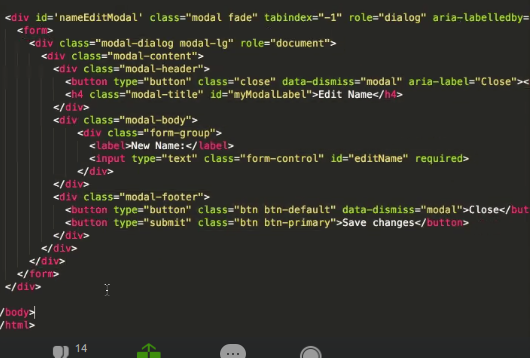 <div id='nameEditModal' class="modal fade" tabindex="-1" role="dialog" aria-labelledby=
<form>
<div class="modal-dialog modal-lg" role="document">
<div class="modal-content">
<div class="modal-header">
<button type="button" class="close" data-dismiss="modal" aria-label="Close"><
<h4 class="modal-title" id="myModalLabel">Edit Name</h4>
</div>
<div class="modal-body">
<div class="form-group">
<label>New Name:</label>
<input type="text" class="form-control" id="editName" required>
</div>
</div>
<div class="modal-footer">
<button type="button" class="btn btn-default" data-dismiss="modal">Close</but
<button type="submit" class="btn btn-primary">Save changes</button>
</div>
</div>
</div>
</form>
</div>
/body>
/html>
14